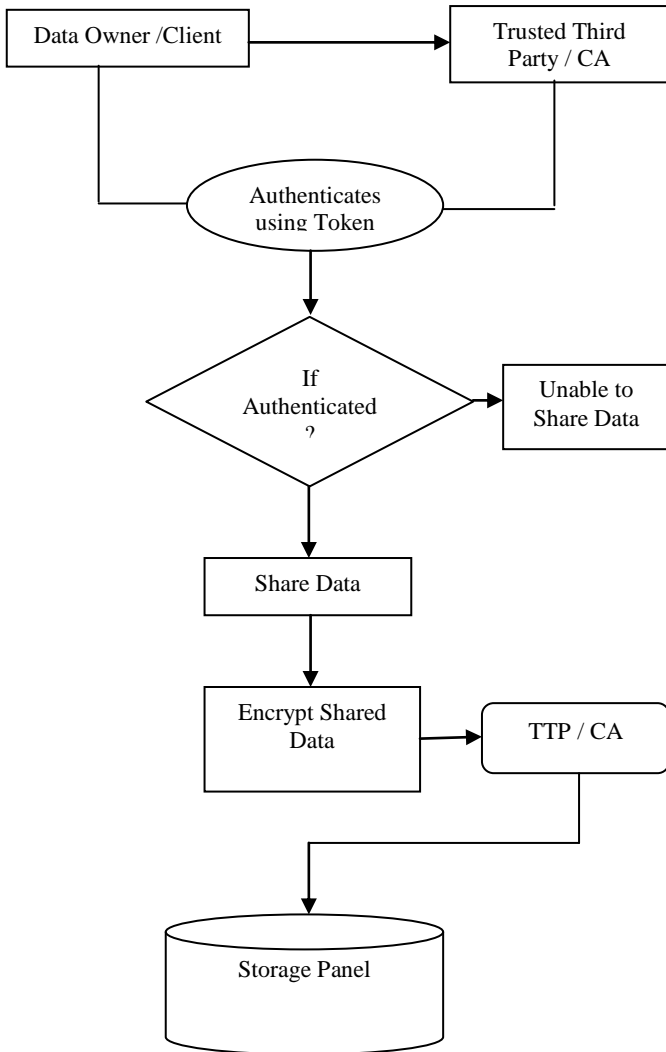 Data Owner /Client
Trusted Third
Party / CA
Authenticates
using Token
If
Authenticated
?
Unable to
Share Data
Share Data
Encrypt Shared
Data
TTP / CA
Storage Panel